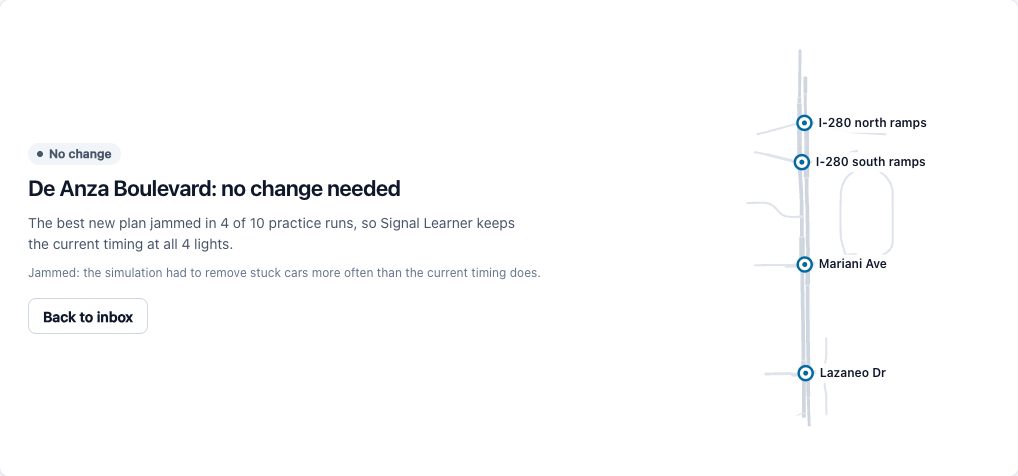 No change
De Anza Boulevard: no change needed
The best new plan jammed in 4 of 10 practice runs, so Signal Learner keeps
the current timing at all 4 lights.
Jammed: the simulation had to remove stuck cars more often than the current timing does.
Back to inbox
I-280 north ramps
I-280 south ramps
Mariani Ave
Lazaneo Dr